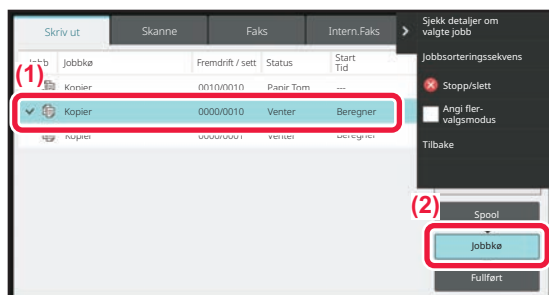 Skriv ut
Skanne
Faks
Intern.Faks
Sjekk detaljer om
valgte jobb
Jobbsorteringssekvens
Stopp/slett
Angi fler-
valgsmodus
Tilbake
(1)
Jobbkø
Fremdrift / sett
Status
Start
Tid
Kopier
0010/0010
Papir Tom
---
Kopier
0000/0010
Venter
Beregner
Kopier
0000/0001
Venter
Beregner
(2)
Spool
Jobbkø
Fullført